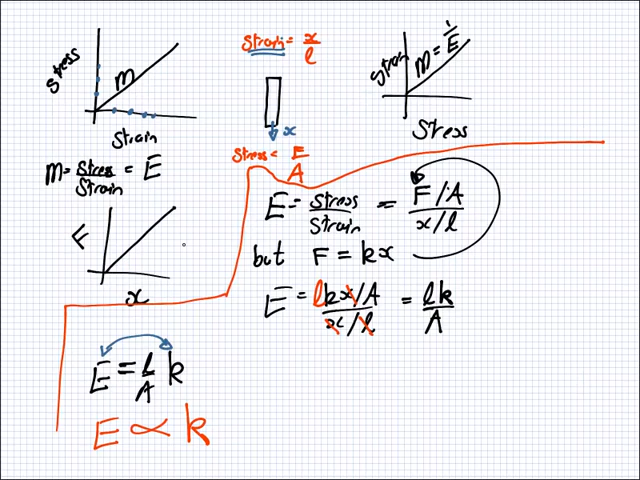 Stress
m
Strain
m = Stress/Strain = E
F
x
Strain = x/l
x
Stress = F/A
Strain
m = 1/E
Stress
E = Stress/Strain = F/A / x/l
but F = kx
E = lkx/A / x/l = lk/A
E = l/A k
E ∝ k